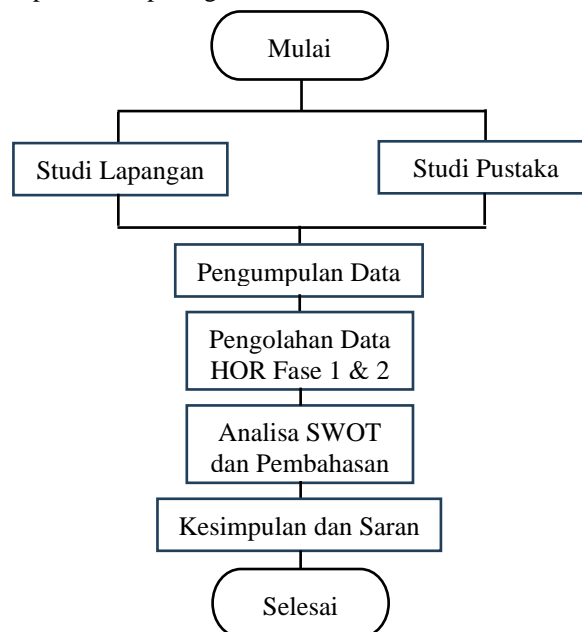 Mulai
Studi Lapangan
Studi Pustaka
Pengumpulan Data
Pengolahan Data
HOR Fase 1 & 2
Analisa SWOT
dan Pembahasan
Kesimpulan dan Saran
Selesai